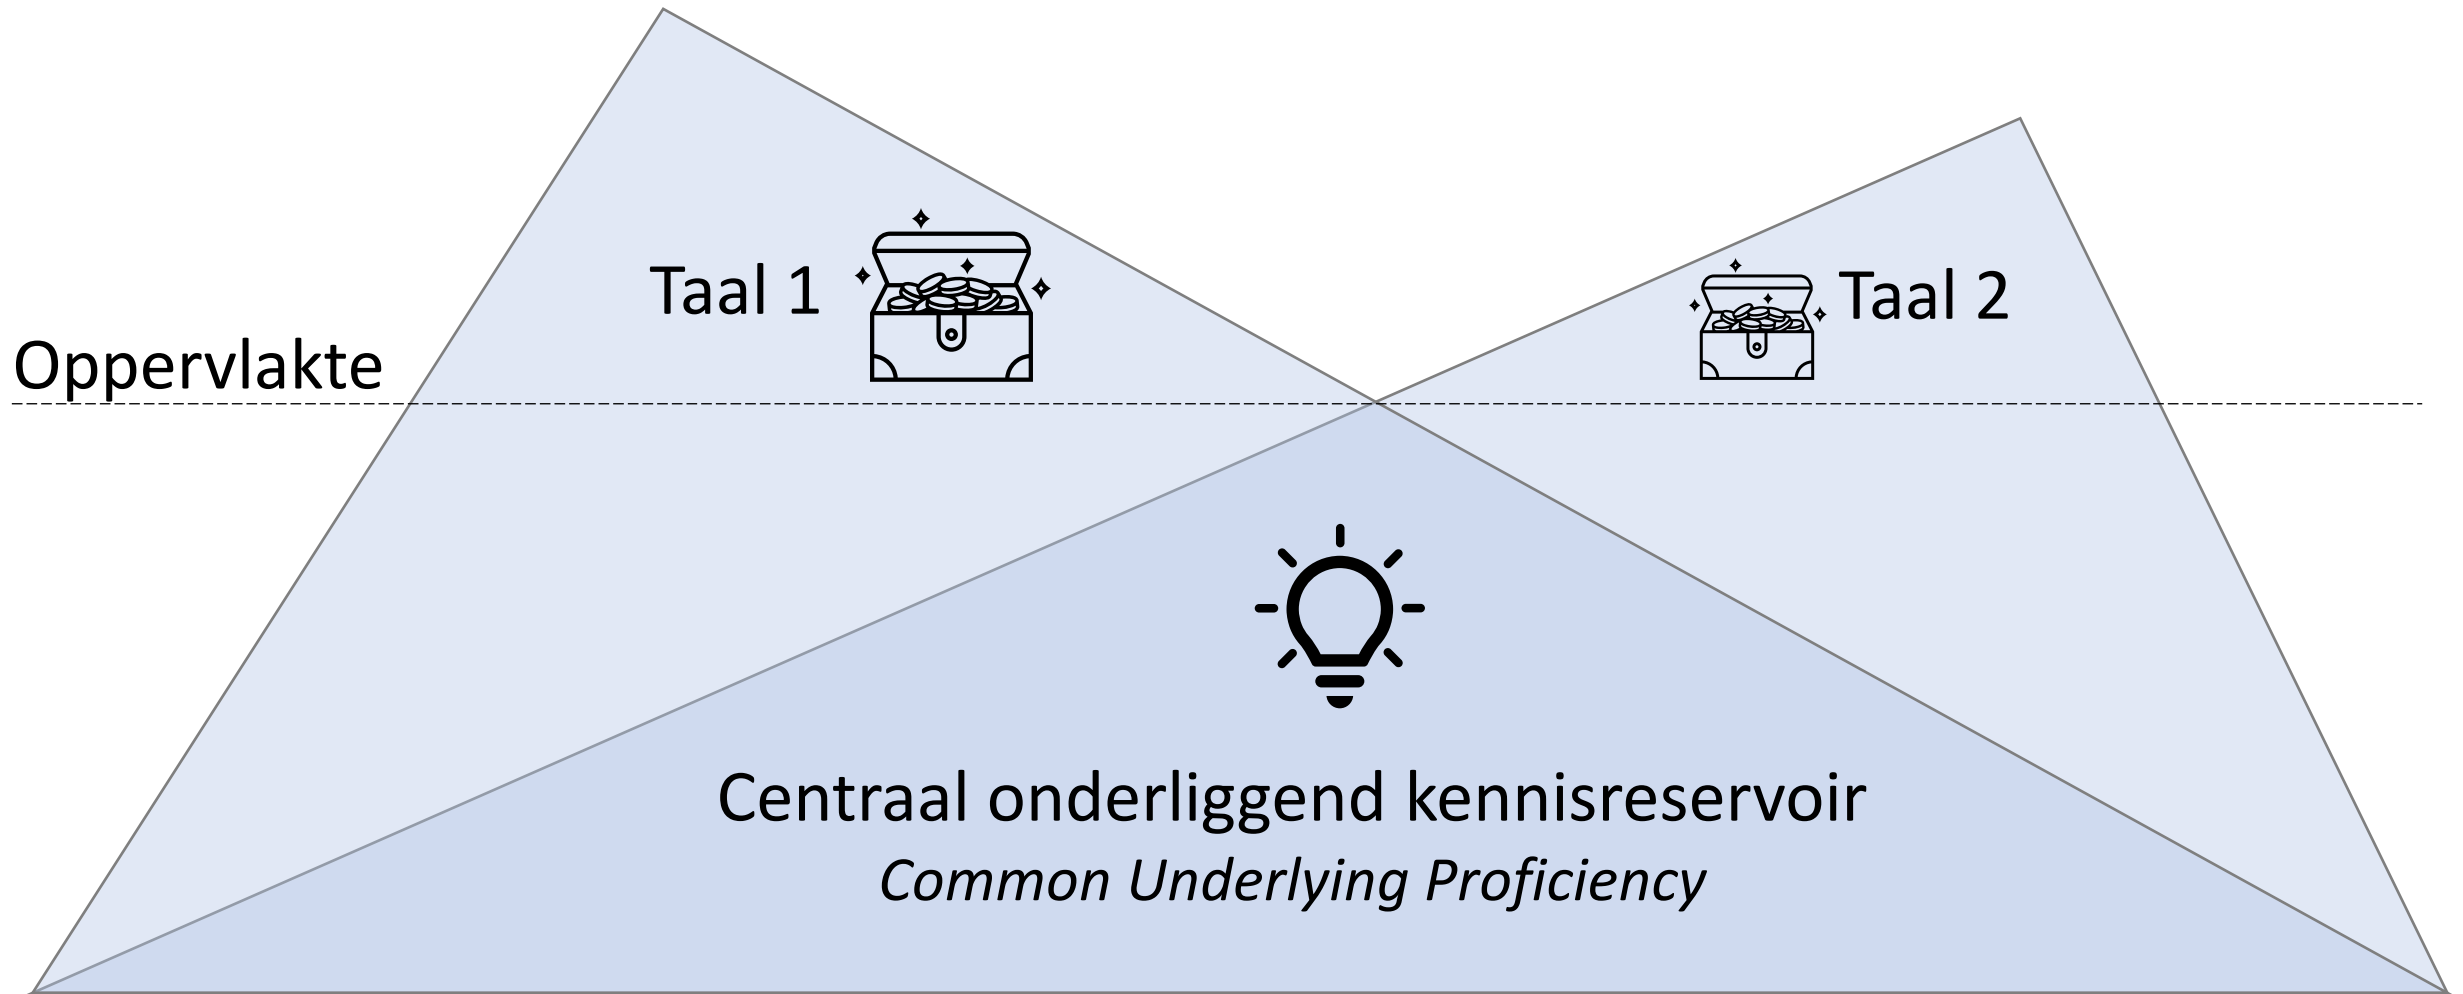 Taal 1
Taal 2
Oppervlakte
Centraal onderliggend kennisreservoir
Common Underlying Proficiency